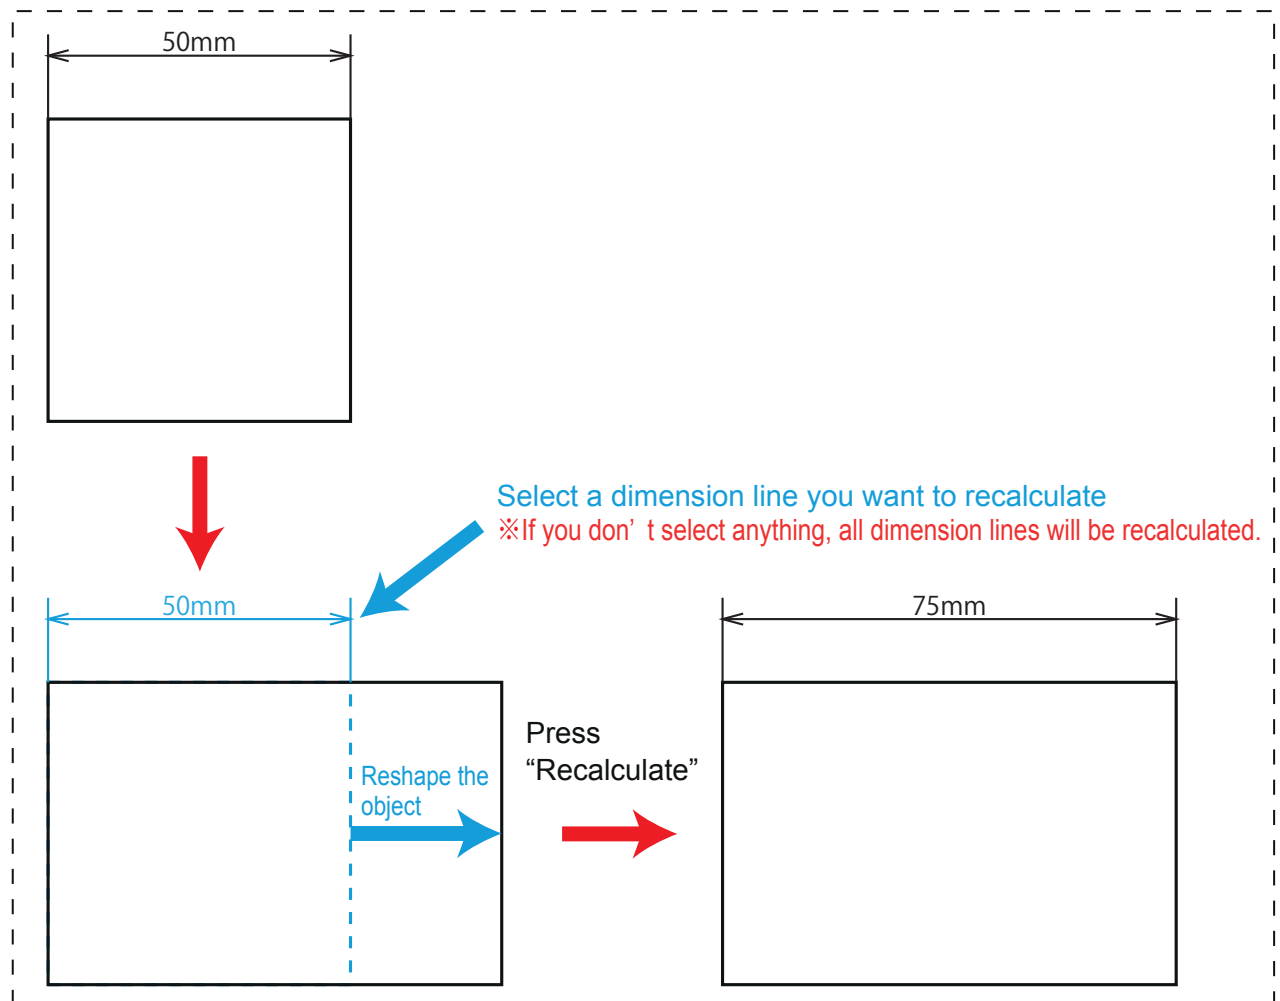 50mm
Select a dimension line you want to recalculate
※If you don’ t select anything, all dimension lines will be recalculated.
50mm
75mm
Reshape the
object
Press
“Recalculate”